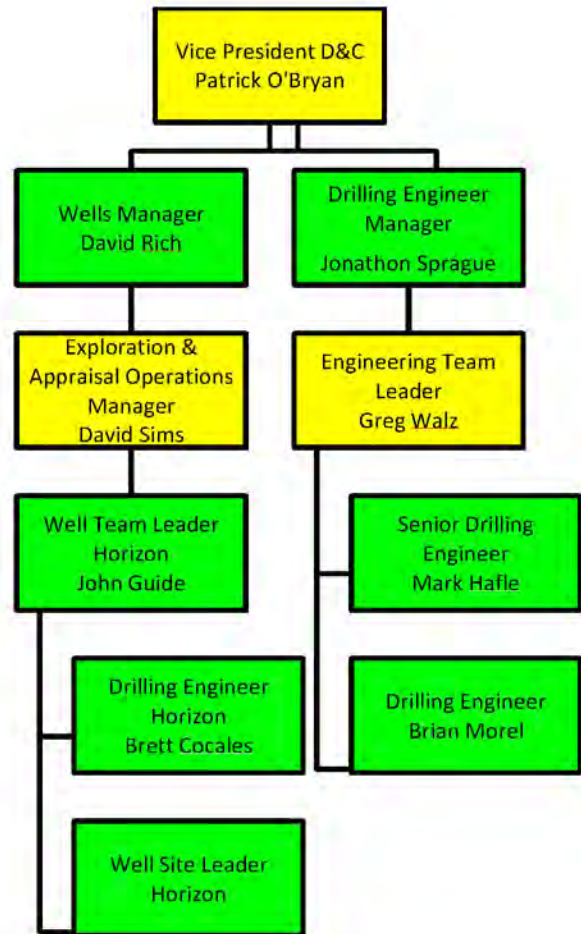 Vice President D&C
Patrick O'Bryan
Wells Manager
David Rich
Drilling Engineer
Manager
Jonathon Sprague
Exploration &
Appraisal Operations
Manager
David Sims
Engineering Team
Leader
Greg Walz
Well Team Leader
Horizon
John Guide
Senior Drilling
Engineer
Mark Hafle
Drilling Engineer
Horizon
Brett Cocales
Drilling Engineer
Brian Morel
Well Site Leader
Horizon